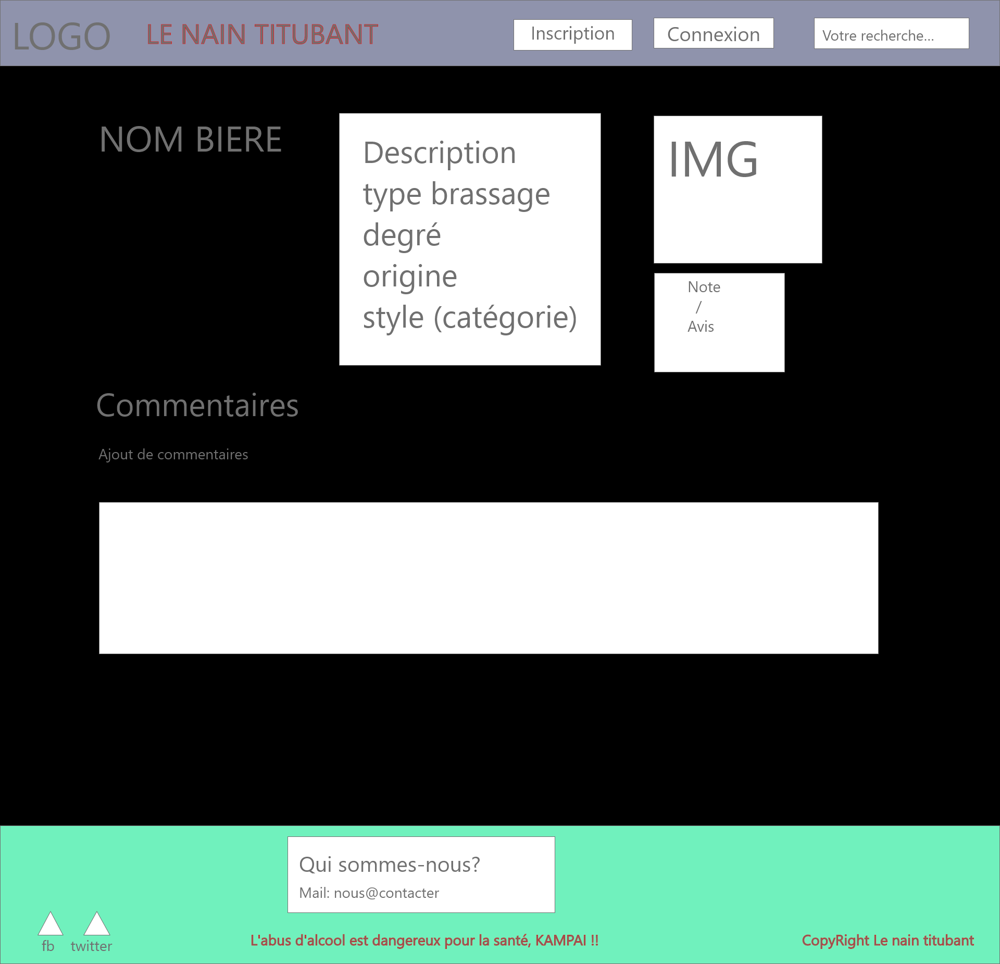 LOGO
LE NAIN TITUBANT
Inscription
Connexion
Votre recherche...
NOM BIERE
Description
type brassage
degré
origine
style (catégorie)
IMG
Note
/
Avis
Commentaires
Ajout de commentaires
Qui sommes-nous?
Mail: nous@contacter
fb
twitter
L'abus d'alcool est dangereux pour la santé, KAMPAI !!
CopyRight Le nain titubant